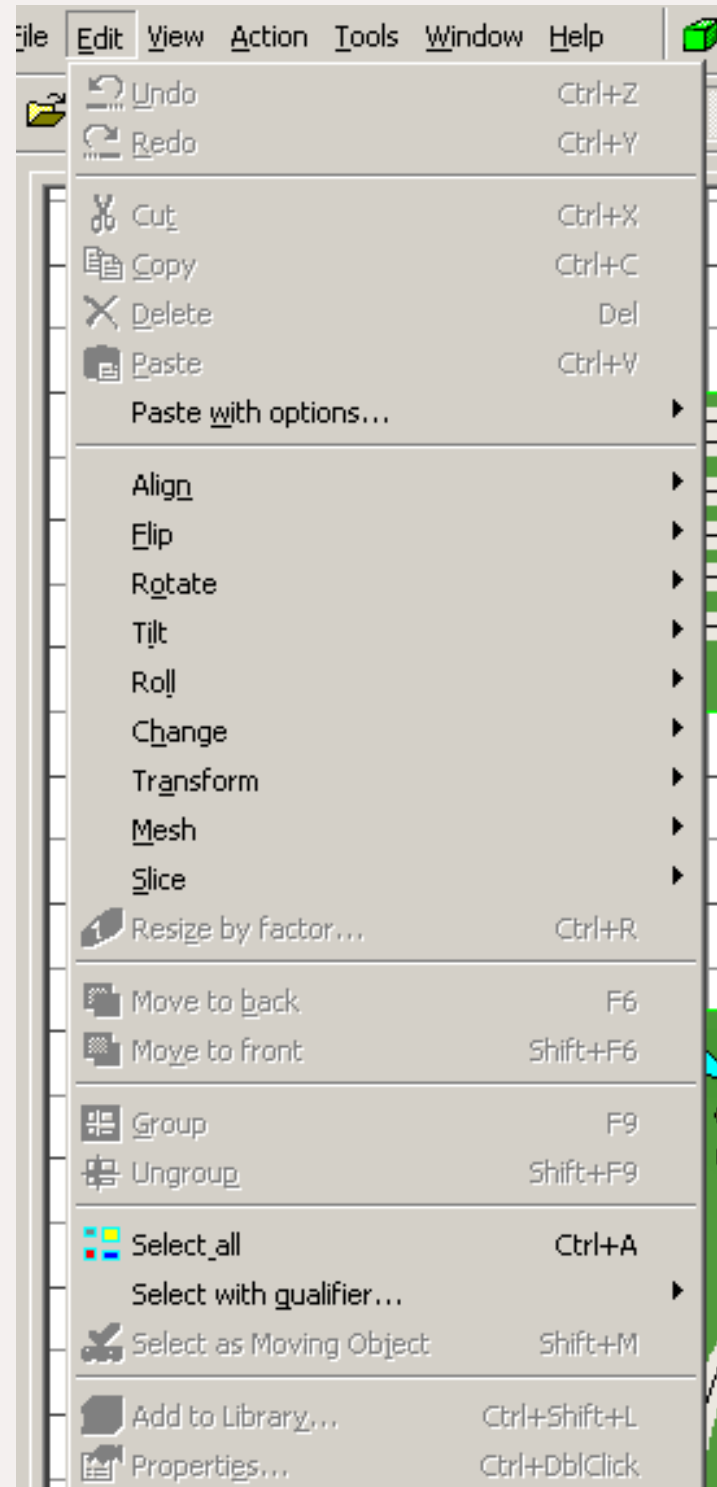 File Edit View Action Tools Window Help
Undo Ctrl+Z
Redo Ctrl+Y
Cut Ctrl+X
Copy Ctrl+C
Delete Del
Paste Ctrl+V
Paste with options...
Align
Flip
Rotate
Tilt
Roll
Change
Transform
Mesh
Slice
Resize by factor... Ctrl+R
Move to back F6
Move to front Shift+F6
Group F9
Ungroup Shift+F9
Select all Ctrl+A
Select with qualifier...
Select as Moving Object Shift+M
Add to Library... Ctrl+Shift+L
Properties... Ctrl+DblClick